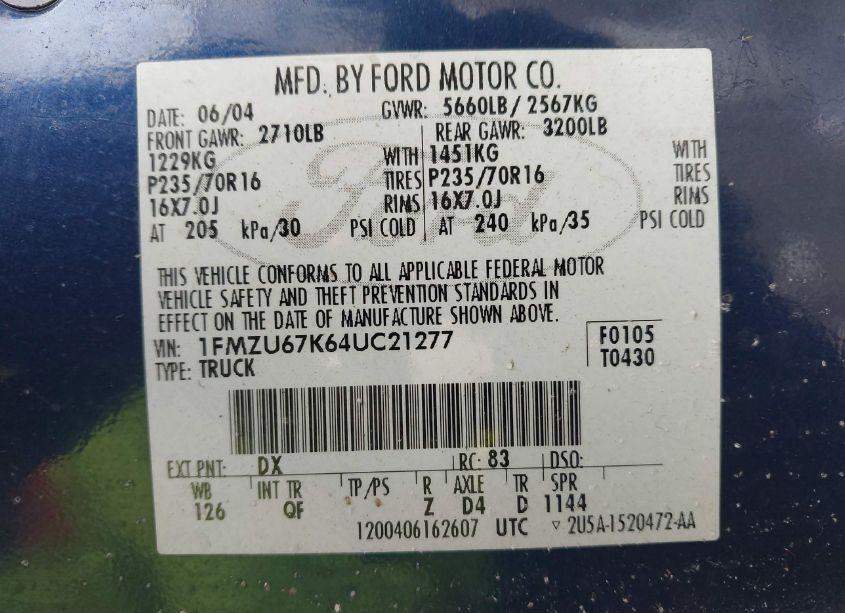 MFD. BY FORD MOTOR CO.
DATE: 06/04 GVWR: 5660LB/ 2567KG
FRONT GAWR: 2710LB REAR GAWR: 3200LB
1229KG WITH 1451KG WITH
P235/70R16 TIRES P235/70R16 TIRES
16X7.0J RIMS 16X7.0J RIMS
AT 205 kPa/30 PSI COLD AT 240 kPa/35 PSI COLD
Ford
THIS VEHICLE CONFORMS TO ALL APPLICABLE FEDERAL MOTOR
VEHICLE SAFETY AND THEFT PREVENTION STANDARDS IN
EFFECT ON THE DATE OF MANUFACTURE SHOWN ABOVE.
VIN: 1FMZU67K64UC21277 F0105
TYPE: TRUCK T0430
EXT PNT: DX RC: 83 DSO:
WB INT TR TP/PS R AXLE TR SPR
126 QF Z D4 D 1144
1200406162607 UTC ▽ 2U5A-1520472-AA